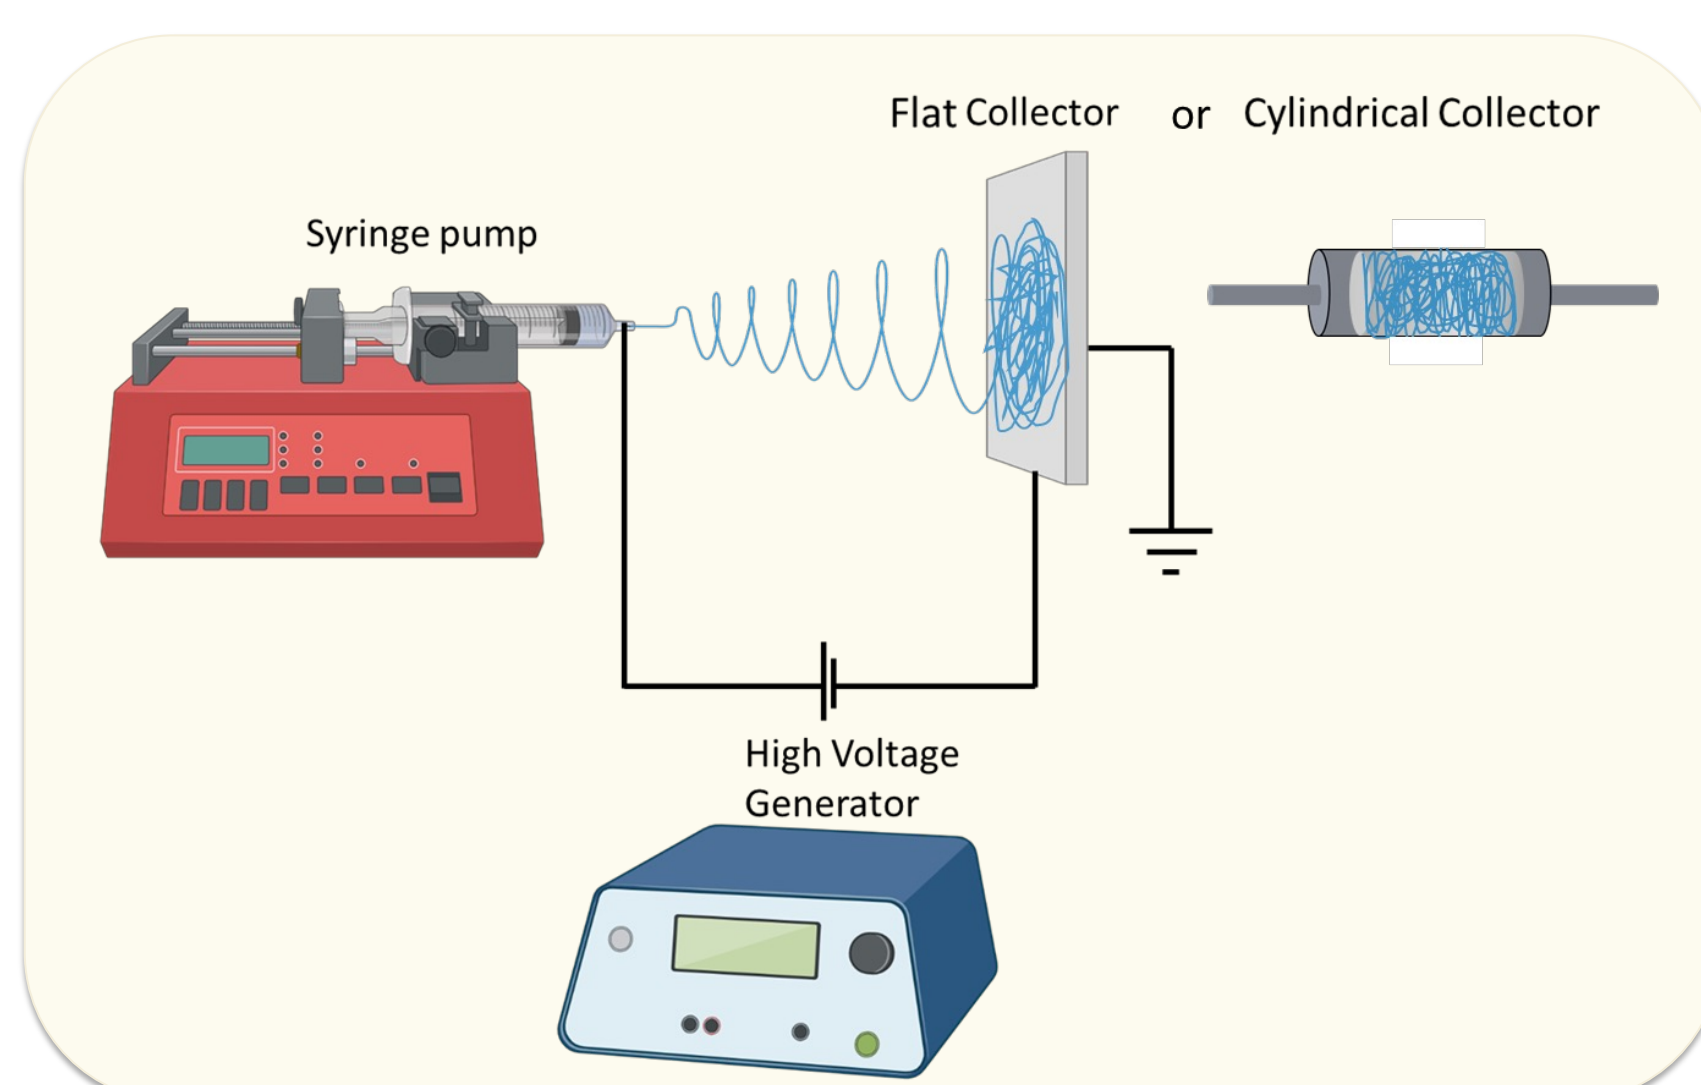 Flat Collector or Cylindrical Collector
Syringe pump
High Voltage
Generator